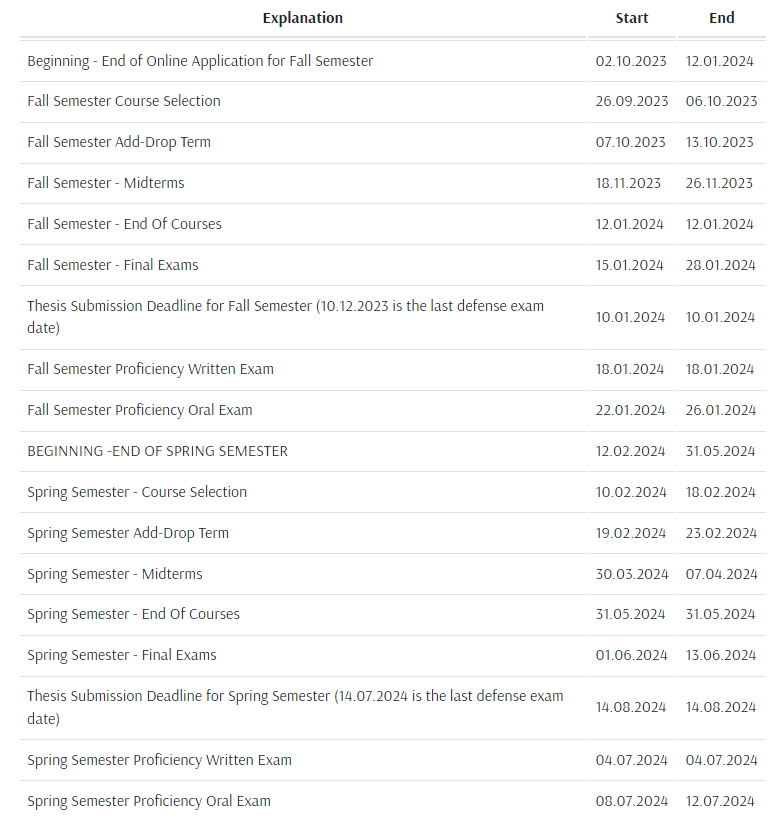 Explanation Start End
Beginning - End of Online Application for Fall Semester 02.10.2023 12.01.2024
Fall Semester Course Selection 26.09.2023 06.10.2023
Fall Semester Add-Drop Term 07.10.2023 13.10.2023
Fall Semester - Midterms 18.11.2023 26.11.2023
Fall Semester - End Of Courses 12.01.2024 12.01.2024
Fall Semester - Final Exams 15.01.2024 28.01.2024
Thesis Submission Deadline for Fall Semester (10.12.2023 is the last defense exam
date) 10.01.2024 10.01.2024
Fall Semester Proficiency Written Exam 18.01.2024 18.01.2024
Fall Semester Proficiency Oral Exam 22.01.2024 26.01.2024
BEGINNING -END OF SPRING SEMESTER 12.02.2024 31.05.2024
Spring Semester - Course Selection 10.02.2024 18.02.2024
Spring Semester Add-Drop Term 19.02.2024 23.02.2024
Spring Semester - Midterms 30.03.2024 07.04.2024
Spring Semester - End Of Courses 31.05.2024 31.05.2024
Spring Semester - Final Exams 01.06.2024 13.06.2024
Thesis Submission Deadline for Spring Semester (14.07.2024 is the last defense exam
date) 14.08.2024 14.08.2024
Spring Semester Proficiency Written Exam 04.07.2024 04.07.2024
Spring Semester Proficiency Oral Exam 08.07.2024 12.07.2024